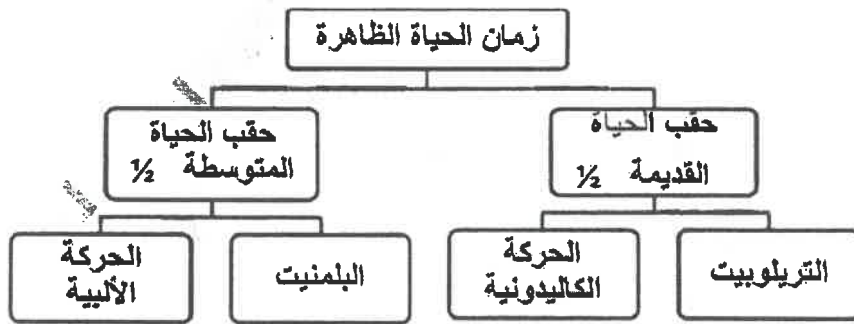 زمان الحياة الظاهرة
حقب الحياة
القديمة ½
حقب الحياة
المتوسطة ½
التريلوبيت
الحركة
الكاليدونية
البلمنيت
الحركة
الألبية